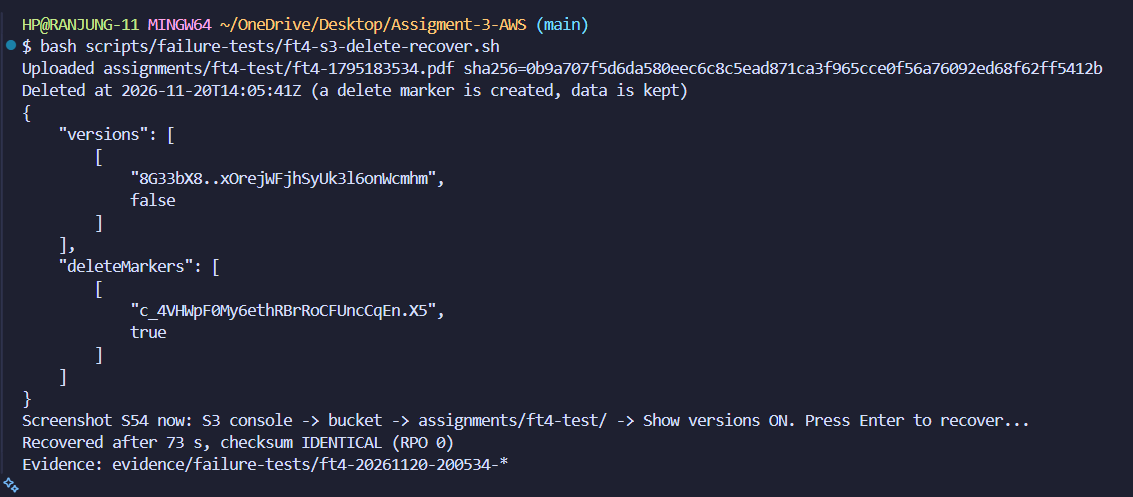 HP@RANJUNG-11 MINGW64 ~/OneDrive/Desktop/Assigment-3-AWS (main)
$ bash scripts/failure-tests/ft4-s3-delete-recover.sh
Uploaded assignments/ft4-test/ft4-1795183534.pdf sha256=0b9a707f5d6da580eec6c8c5ead871ca3f965cce0f56a76092ed68f62ff5412b
Deleted at 2026-11-20T14:05:41Z (a delete marker is created, data is kept)
{
    "versions": [
        [
            "8G33bX8..xOrejWFjhSyUk3l6onWcmhm",
            false
        ]
    ],
    "deleteMarkers": [
        [
            "c_4VHWpF0My6ethRBrRoCFUncCqEn.X5",
            true
        ]
    ]
}
Screenshot S54 now: S3 console -> bucket -> assignments/ft4-test/ -> Show versions ON. Press Enter to recover...
Recovered after 73 s, checksum IDENTICAL (RPO 0)
Evidence: evidence/failure-tests/ft4-20261120-200534-*